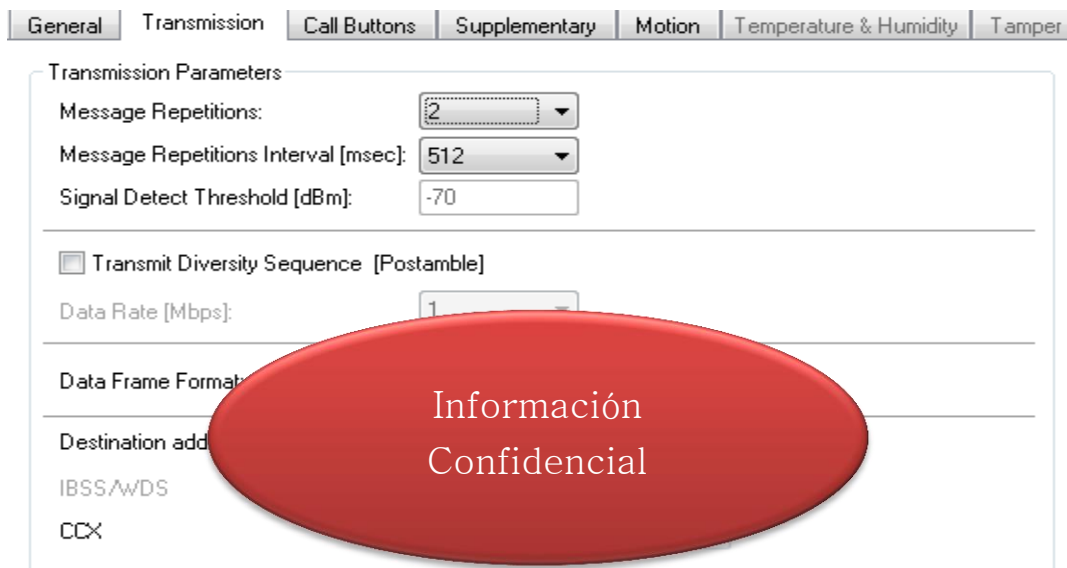 General Transmission Call Buttons Supplementary Motion Temperature & Humidity Tamper
Transmission Parameters
Message Repetitions: 2
Message Repetitions Interval [msec]: 512
Signal Detect Threshold [dBm]: -70
Transmit Diversity Sequence [Postamble]
Data Rate [Mbps]: 1
Data Frame Format:
Información
Confidencial
Destination add
IBSS/WDS
CCX